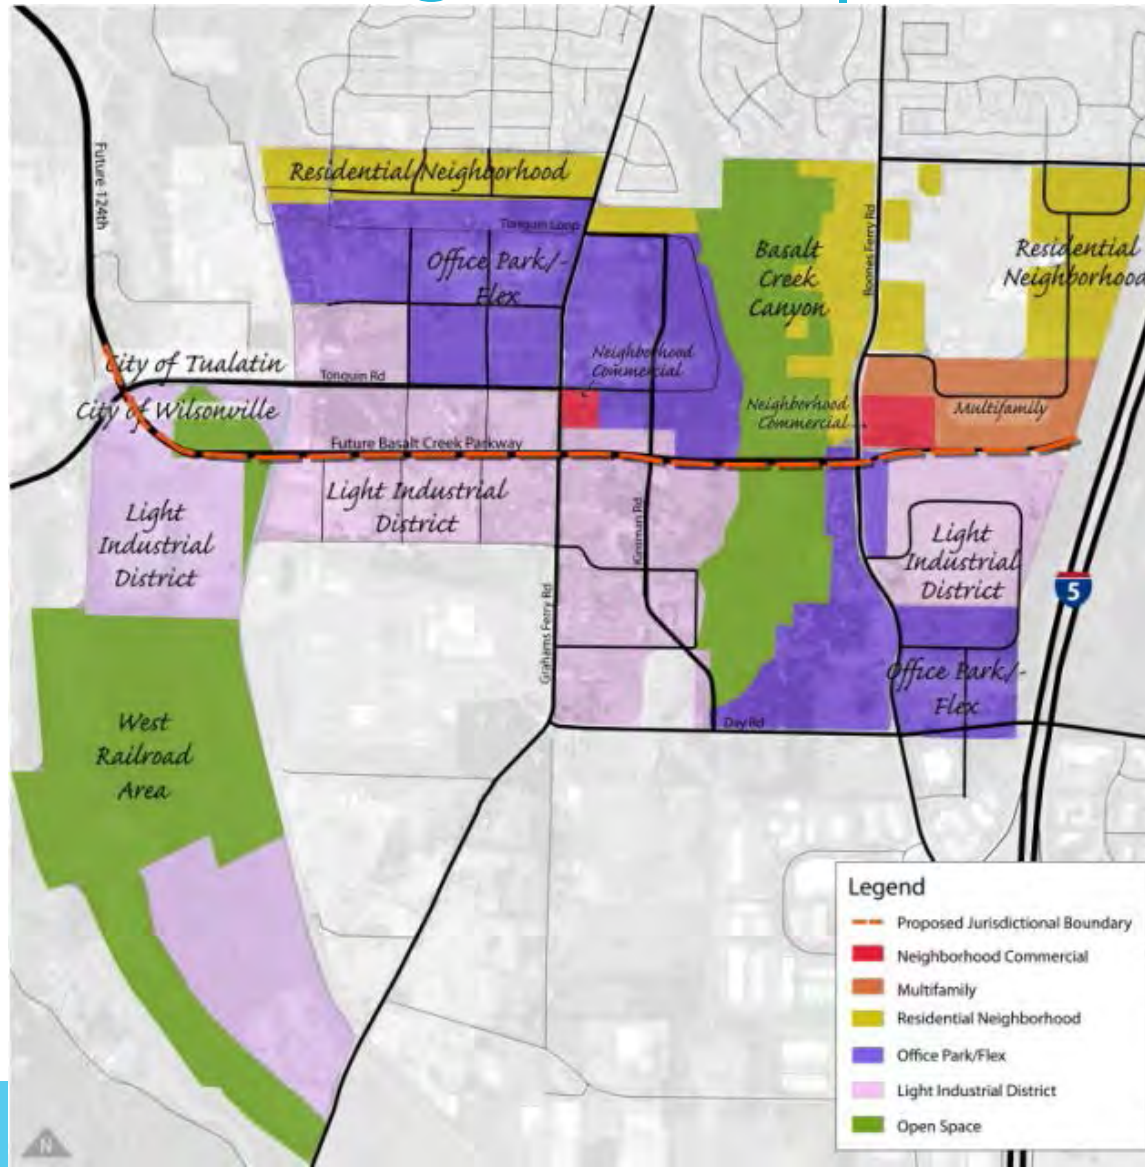 Future 124th
Residential Neighborhood
Tonquin Loop
Office Park/-
Flex
Basalt
Creek
Canyon
Boones Ferry Rd
Residential
Neighborhood
City of Tualatin
City of Wilsonville
Tonquin Rd
Neighborhood
Commercial
Neighborhood
Commercial
Multifamily
Future Basalt Creek Parkway
Light
Industrial
District
Light Industrial
District
Kinsman Rd
Light
Industrial
District
5
Grahams Ferry Rd
Office Park/-
Flex
Day Rd
West
Railroad
Area
Legend
Proposed Jurisdictional Boundary
Neighborhood Commercial
Multifamily
Residential Neighborhood
Office Park/Flex
Light Industrial District
Open Space
N